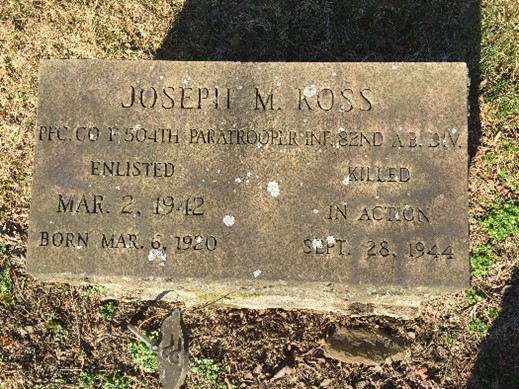 JOSEPH M. KOSS
PFC. CO F, 504TH PARATROOPER INF. 82ND A.B. DIV.
ENLISTED KILLED
MAR. 2, 1942 IN ACTION
BORN MAR. 6, 1920 SEPT. 28, 1944